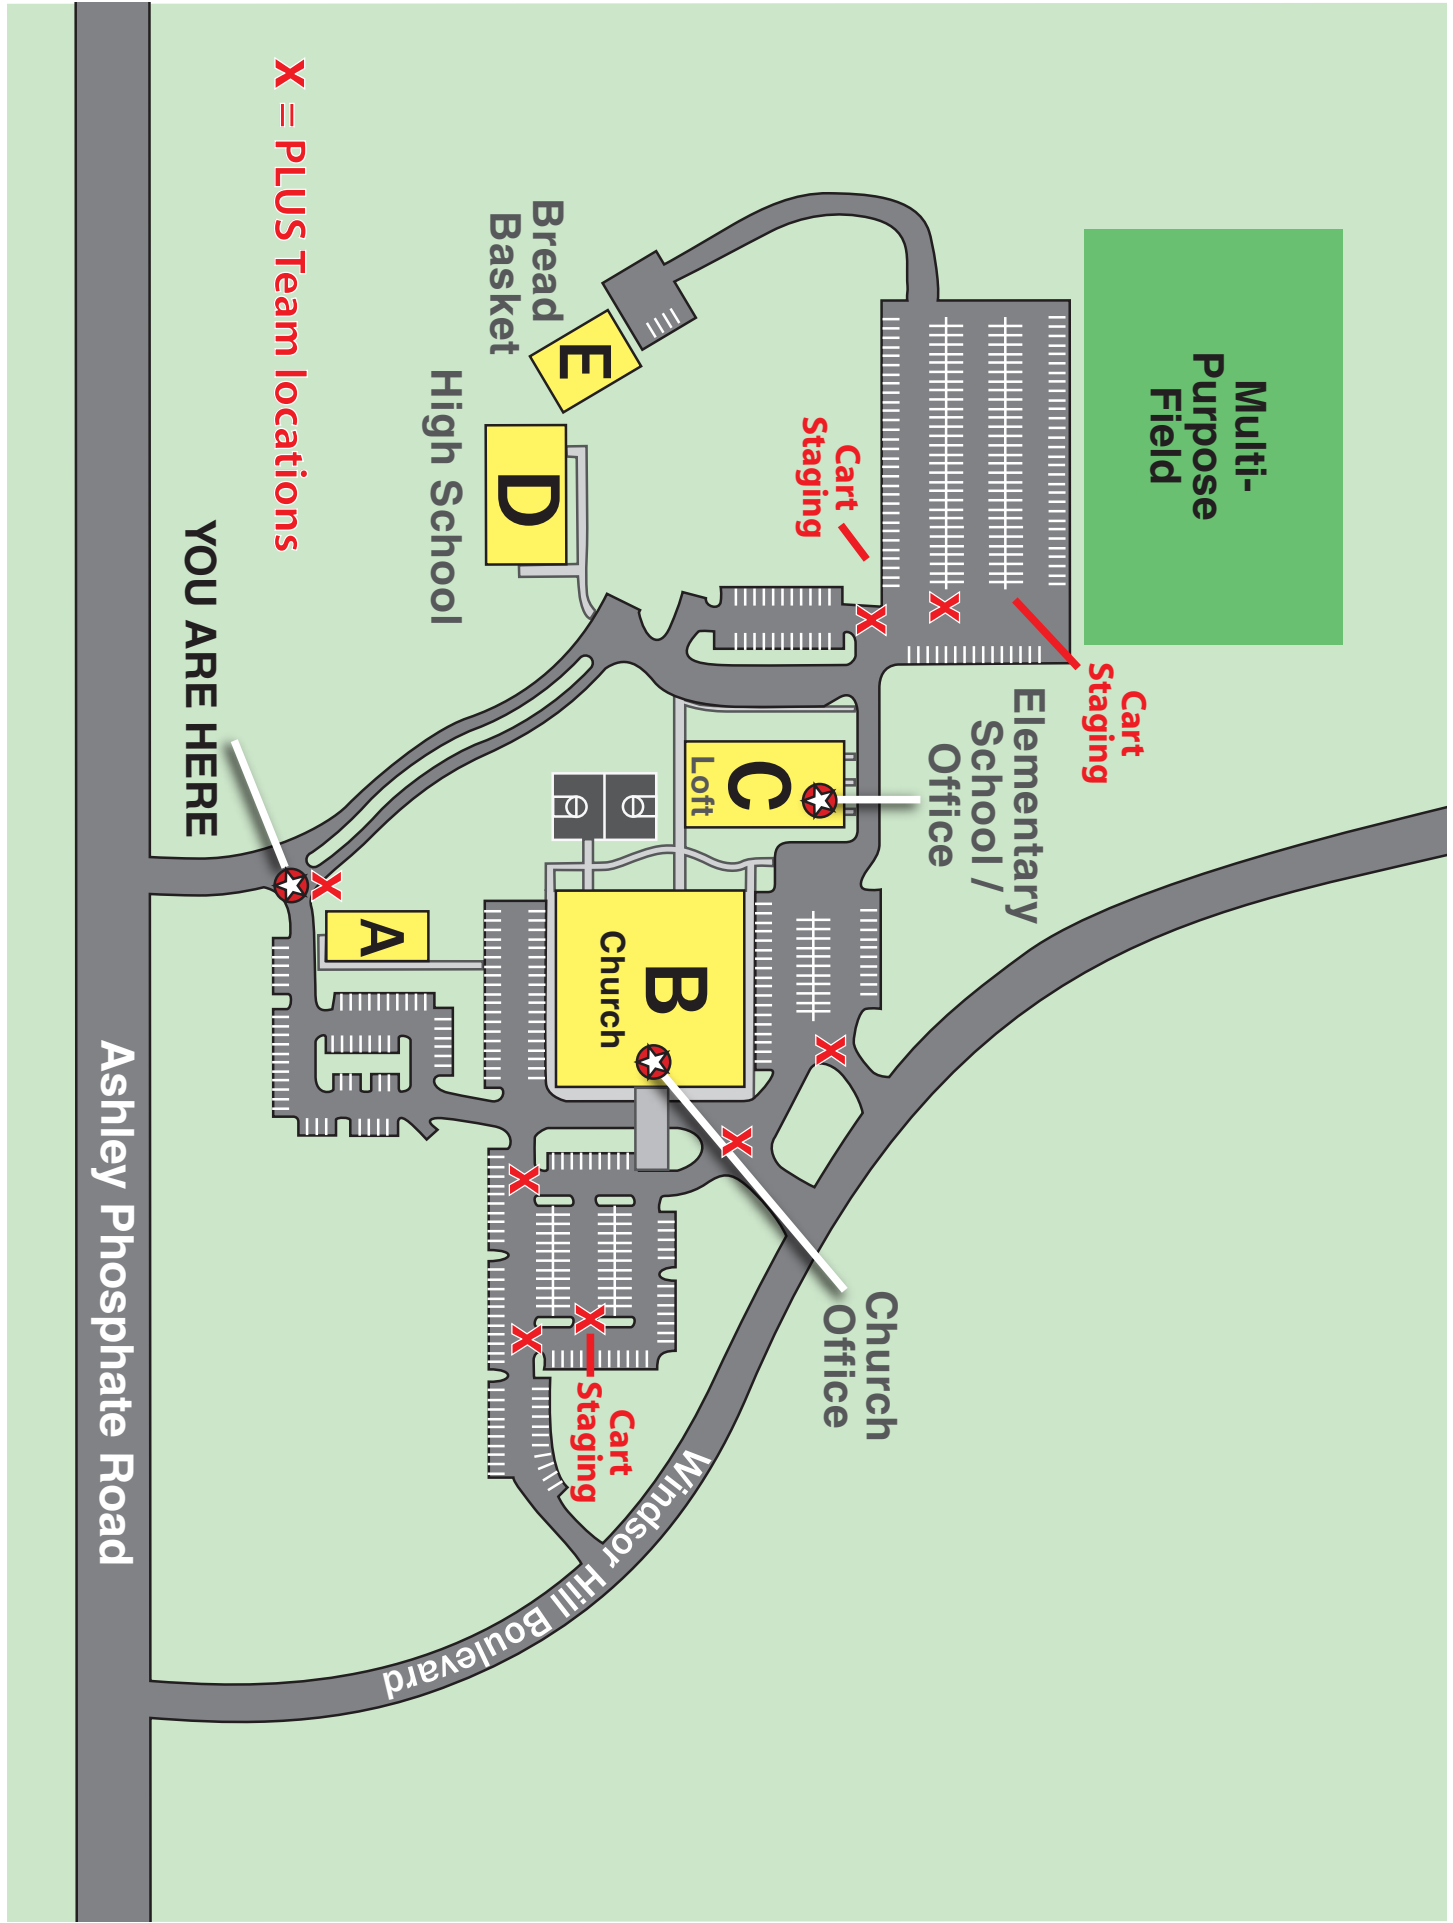 Multi-
Purpose
Field
Cart
Staging
Elementary
School /
Office
Cart
Staging
Bread
Basket
E
High School
D
C
Loft
B
Church
A
Church
Office
Cart
Staging
Windsor Hill Boulevard
X = PLUS Team locations
YOU ARE HERE
Ashley Phosphate Road
X
X
X
X
X
X
X
X